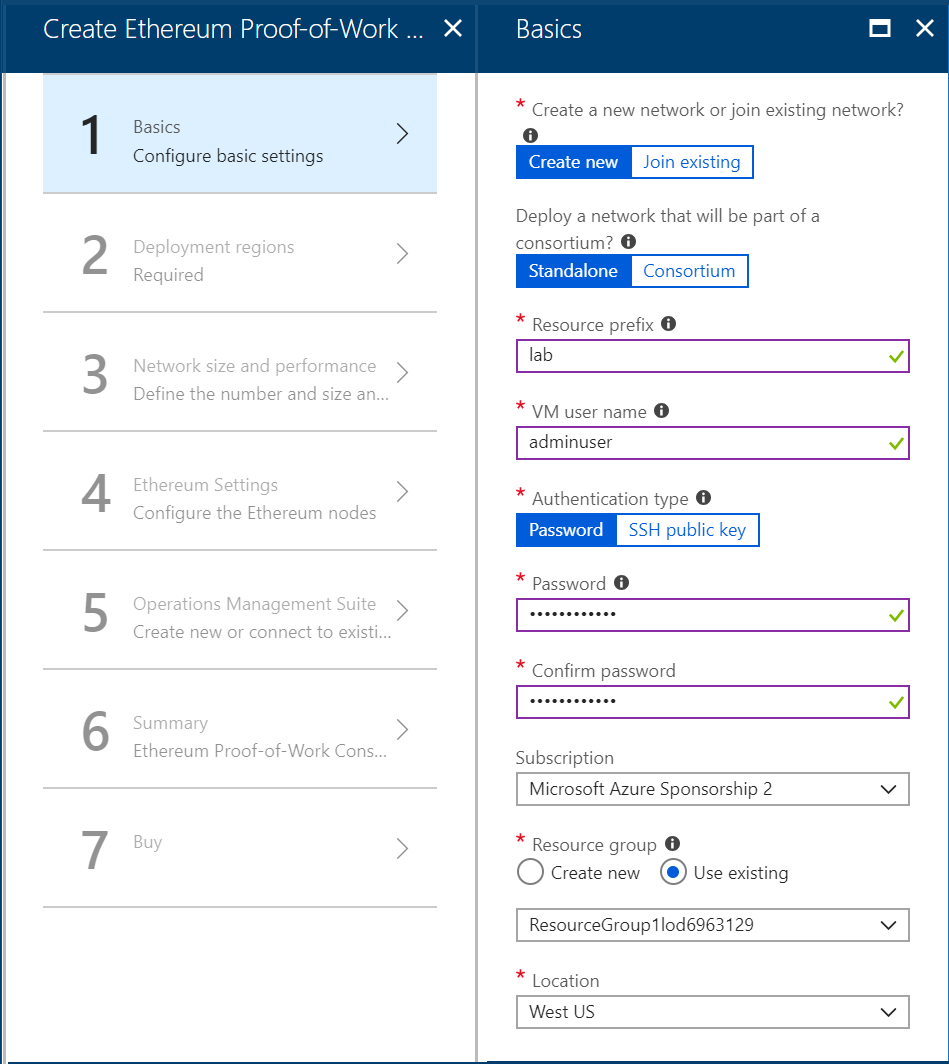 Create Ethereum Proof-of-Work ...
1
Basics
Configure basic settings
2
Deployment regions
Required
3
Network size and performance
Define the number and size an...
4
Ethereum Settings
Configure the Ethereum nodes
5
Operations Management Suite
Create new or connect to existi...
6
Summary
Ethereum Proof-of-Work Cons...
7
Buy
Basics
* Create a new network or join existing network?
Create new Join existing
Deploy a network that will be part of a
consortium?
Standalone Consortium
* Resource prefix
lab
* VM user name
adminuser
* Authentication type
Password SSH public key
* Password
••••••••••••
* Confirm password
••••••••••••
Subscription
Microsoft Azure Sponsorship 2
* Resource group
Create new Use existing
ResourceGroup1lod6963129
* Location
West US